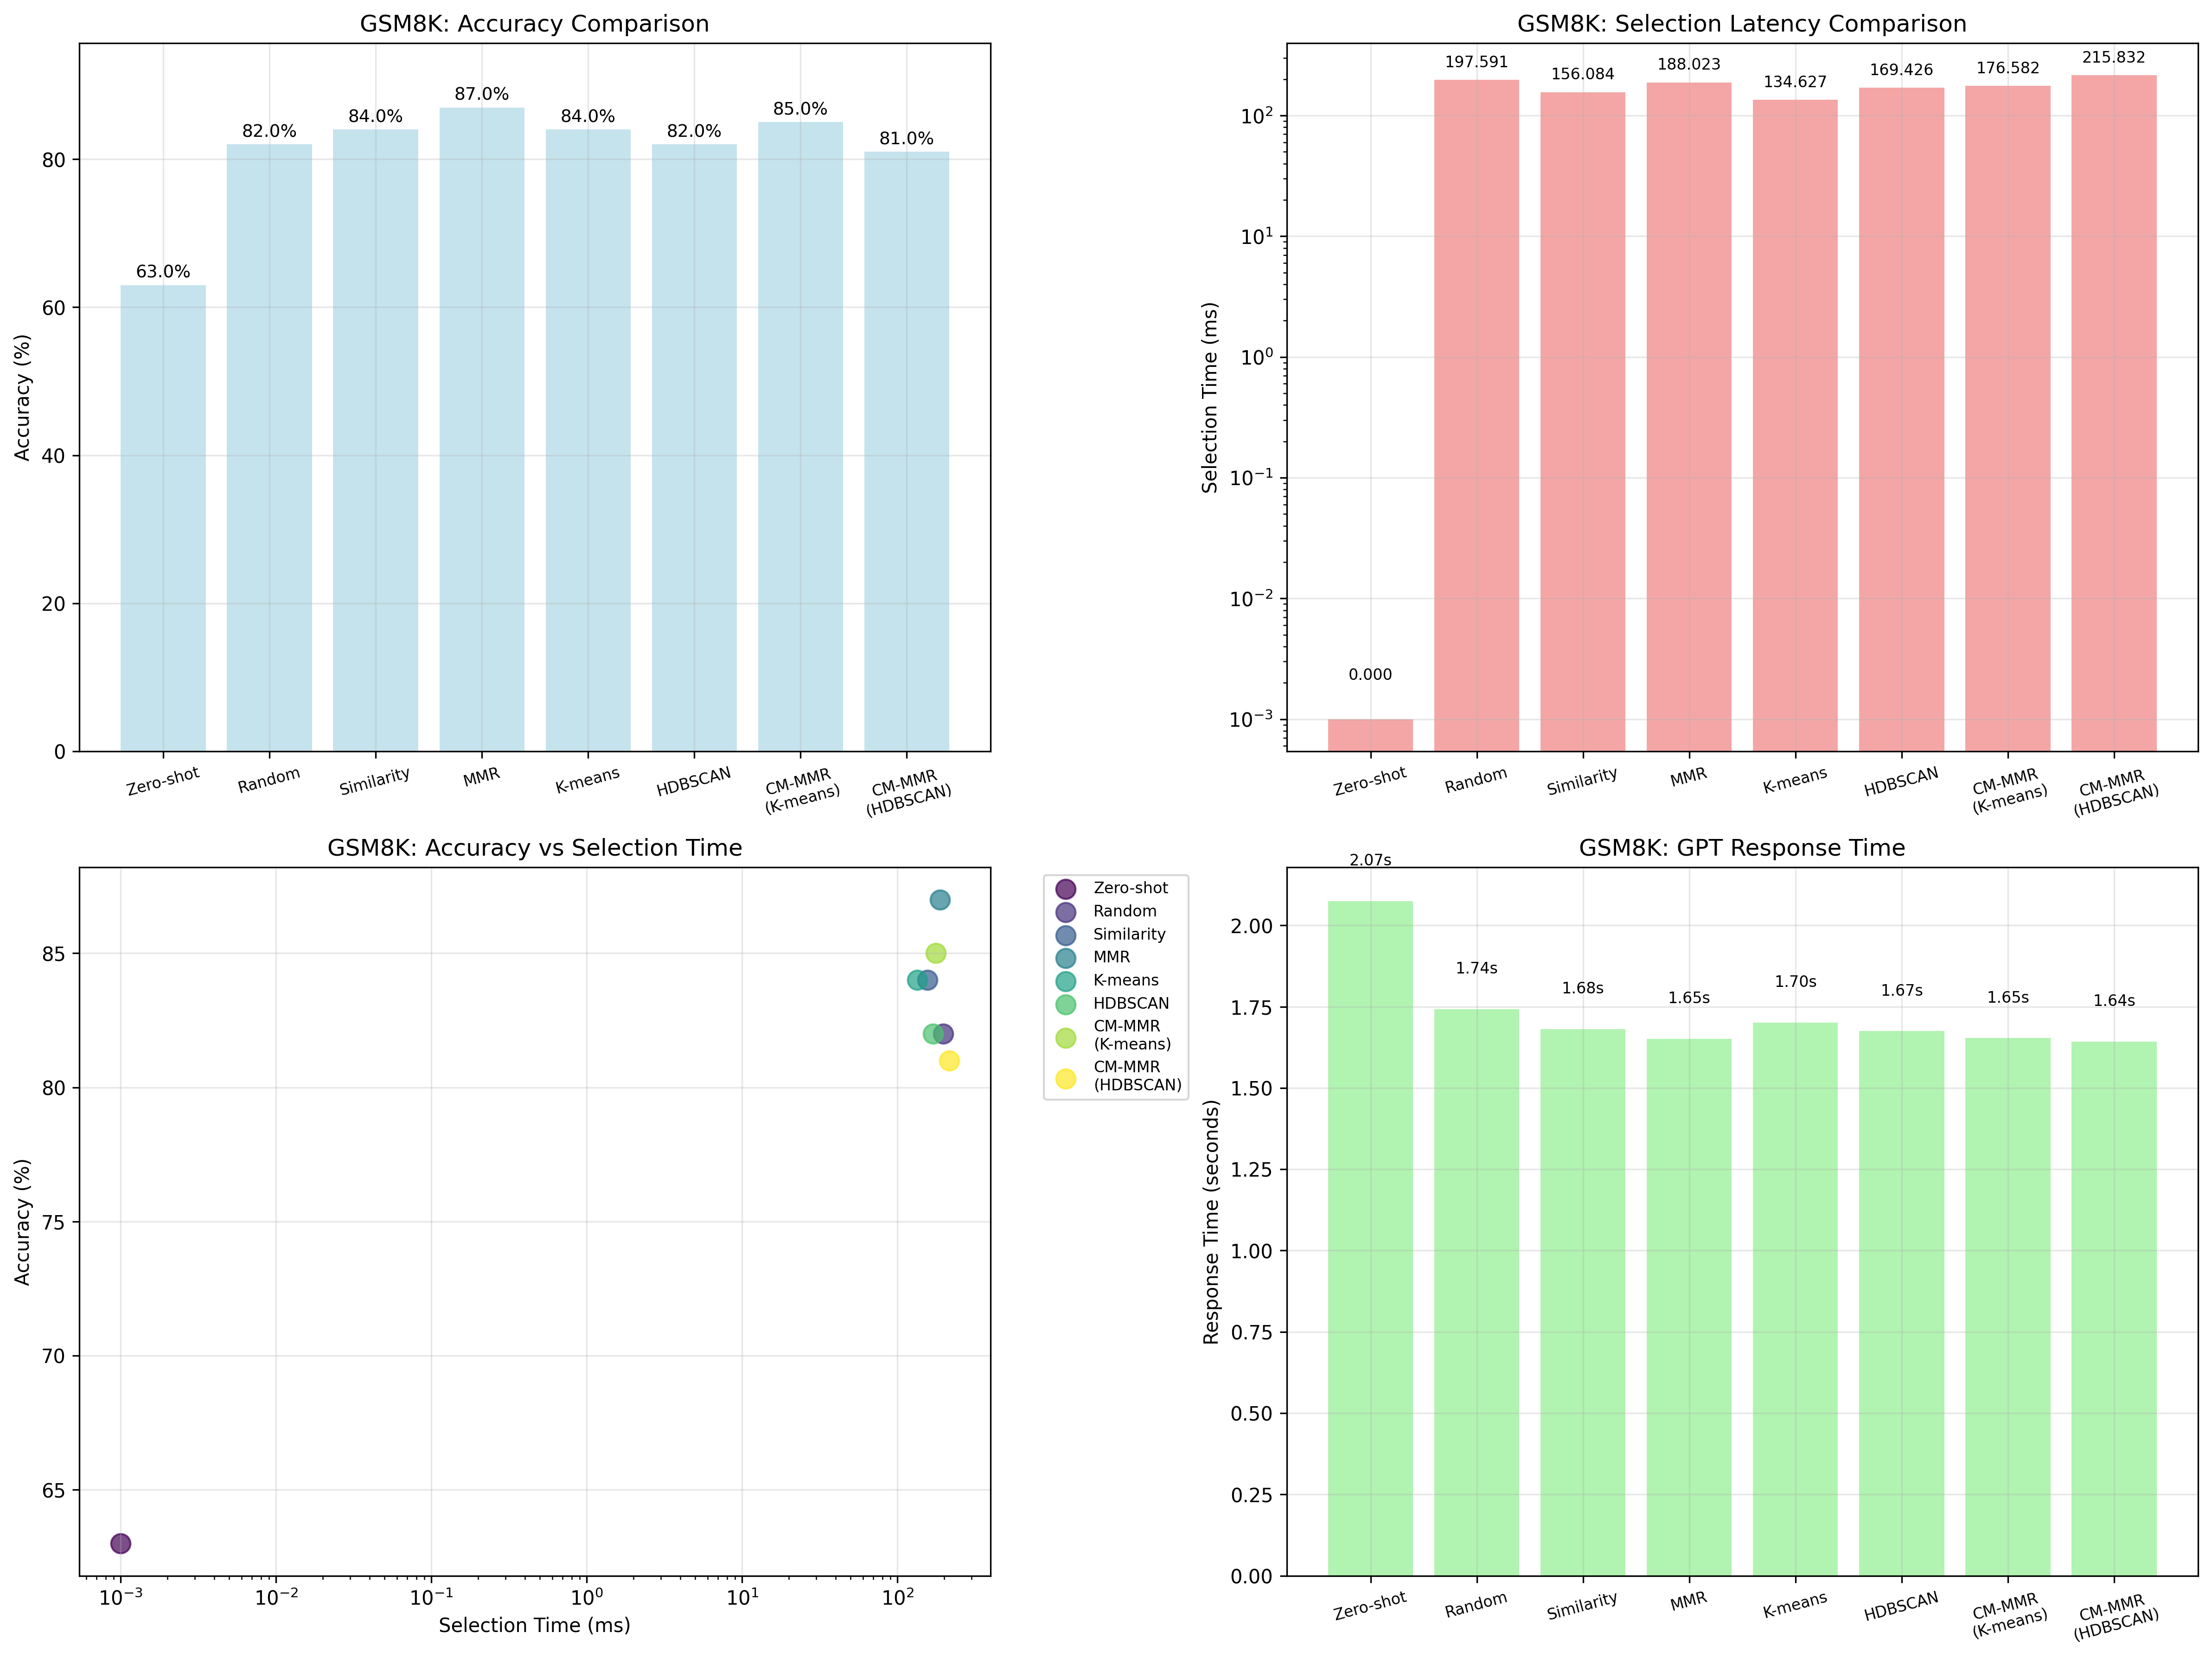 GSM8K: Accuracy Comparison
Accuracy (%)
80
60
40
20
0
63.0%
82.0%
84.0%
87.0%
84.0%
82.0%
85.0%
81.0%
Zero-shot
Random
Similarity
MMR
K-means
HDBSCAN
CM-MMR
(K-means)
CM-MMR
(HDBSCAN)
GSM8K: Selection Latency Comparison
Selection Time (ms)
10²
10¹
10⁰
10⁻¹
10⁻²
10⁻³
0.000
197.591
156.084
188.023
134.627
169.426
176.582
215.832
Zero-shot
Random
Similarity
MMR
K-means
HDBSCAN
CM-MMR
(K-means)
CM-MMR
(HDBSCAN)
GSM8K: Accuracy vs Selection Time
Accuracy (%)
85
80
75
70
65
10⁻³
10⁻²
10⁻¹
10⁰
10¹
10²
Selection Time (ms)
Zero-shot
Random
Similarity
MMR
K-means
HDBSCAN
CM-MMR
(K-means)
CM-MMR
(HDBSCAN)
GSM8K: GPT Response Time
Response Time (seconds)
2.00
1.75
1.50
1.25
1.00
0.75
0.50
0.25
0.00
2.07s
1.74s
1.68s
1.65s
1.70s
1.67s
1.65s
1.64s
Zero-shot
Random
Similarity
MMR
K-means
HDBSCAN
CM-MMR
(K-means)
CM-MMR
(HDBSCAN)